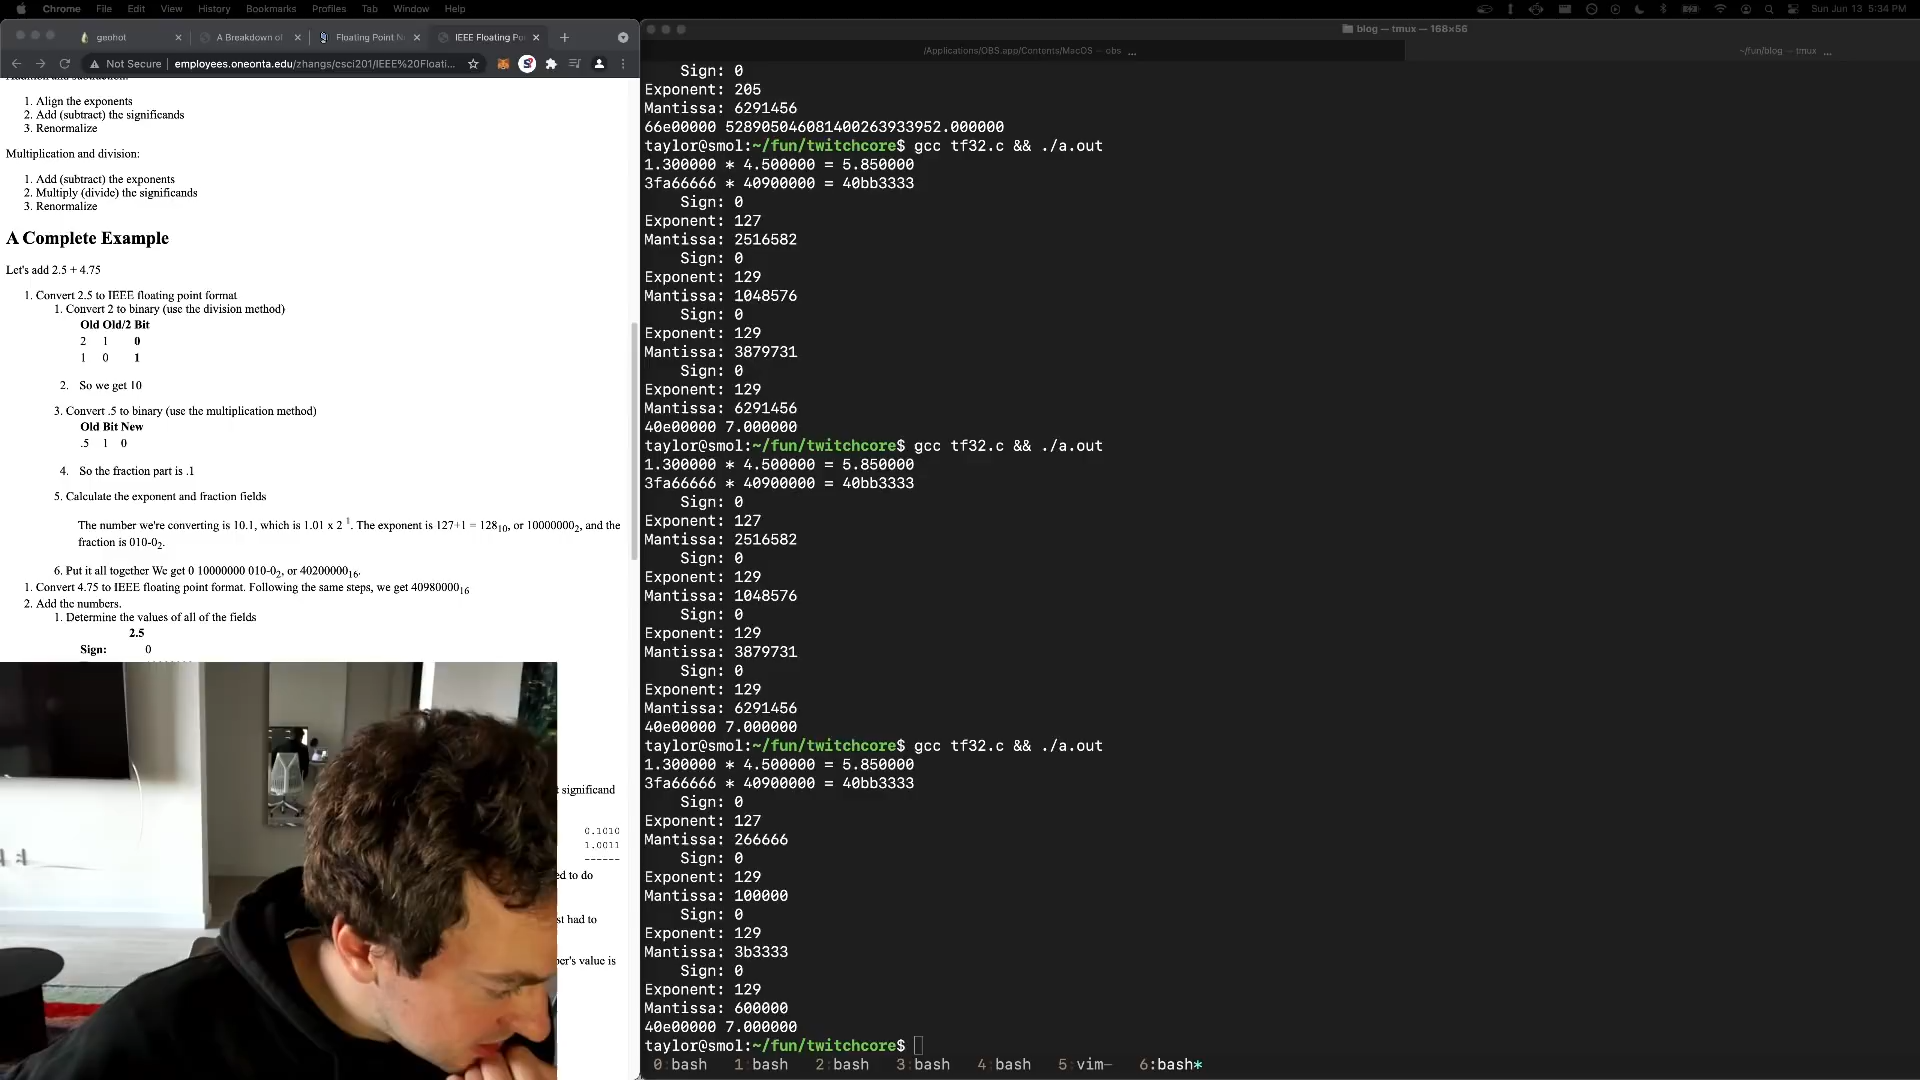 Chrome File Edit View History Bookmarks Profiles Tab Window Help Sun Jun 13 5:34 PM
geohot A Breakdown of Floating Point N IEEE Floating Po
Not Secure employees.oneonta.edu/zhangs/csci201/IEEE%20Floati...
Addition and subtraction:
1. Align the exponents
2. Add (subtract) the significands
3. Renormalize
Multiplication and division:
1. Add (subtract) the exponents
2. Multiply (divide) the significands
3. Renormalize
A Complete Example
Let's add 2.5 + 4.75
1. Convert 2.5 to IEEE floating point format
1. Convert 2 to binary (use the division method)
Old Old/2 Bit
2 1 0
1 0 1
2. So we get 10
3. Convert .5 to binary (use the multiplication method)
Old Bit New
.5 1 0
4. So the fraction part is .1
5. Calculate the exponent and fraction fields
The number we're converting is 10.1, which is 1.01 x 2 1. The exponent is 127+1 = 12810, or 100000002, and the
fraction is 010-02.
6. Put it all together We get 0 10000000 010-02, or 4020000016.
1. Convert 4.75 to IEEE floating point format. Following the same steps, we get 4098000016
2. Add the numbers.
1. Determine the values of all of the fields
2.5
Sign: 0
significand
0.1010
1.0011
------
ed to do
st had to
er's value is
blog — tmux — 168×56
/Applications/OBS.app/Contents/MacOS — obs ...
~/fun/blog — tmux ...
Sign: 0
Exponent: 205
Mantissa: 6291456
66e00000 528905046081400263933952.000000
taylor@smol:~/fun/twitchcore$ gcc tf32.c && ./a.out
1.300000 * 4.500000 = 5.850000
3fa66666 * 40900000 = 40bb3333
Sign: 0
Exponent: 127
Mantissa: 2516582
Sign: 0
Exponent: 129
Mantissa: 1048576
Sign: 0
Exponent: 129
Mantissa: 3879731
Sign: 0
Exponent: 129
Mantissa: 6291456
40e00000 7.000000
taylor@smol:~/fun/twitchcore$ gcc tf32.c && ./a.out
1.300000 * 4.500000 = 5.850000
3fa66666 * 40900000 = 40bb3333
Sign: 0
Exponent: 127
Mantissa: 2516582
Sign: 0
Exponent: 129
Mantissa: 1048576
Sign: 0
Exponent: 129
Mantissa: 3879731
Sign: 0
Exponent: 129
Mantissa: 6291456
40e00000 7.000000
taylor@smol:~/fun/twitchcore$ gcc tf32.c && ./a.out
1.300000 * 4.500000 = 5.850000
3fa66666 * 40900000 = 40bb3333
Sign: 0
Exponent: 127
Mantissa: 266666
Sign: 0
Exponent: 129
Mantissa: 100000
Sign: 0
Exponent: 129
Mantissa: 3b3333
Sign: 0
Exponent: 129
Mantissa: 600000
40e00000 7.000000
taylor@smol:~/fun/twitchcore$
0:bash 1:bash 2:bash 3:bash 4:bash 5:vim- 6:bash*